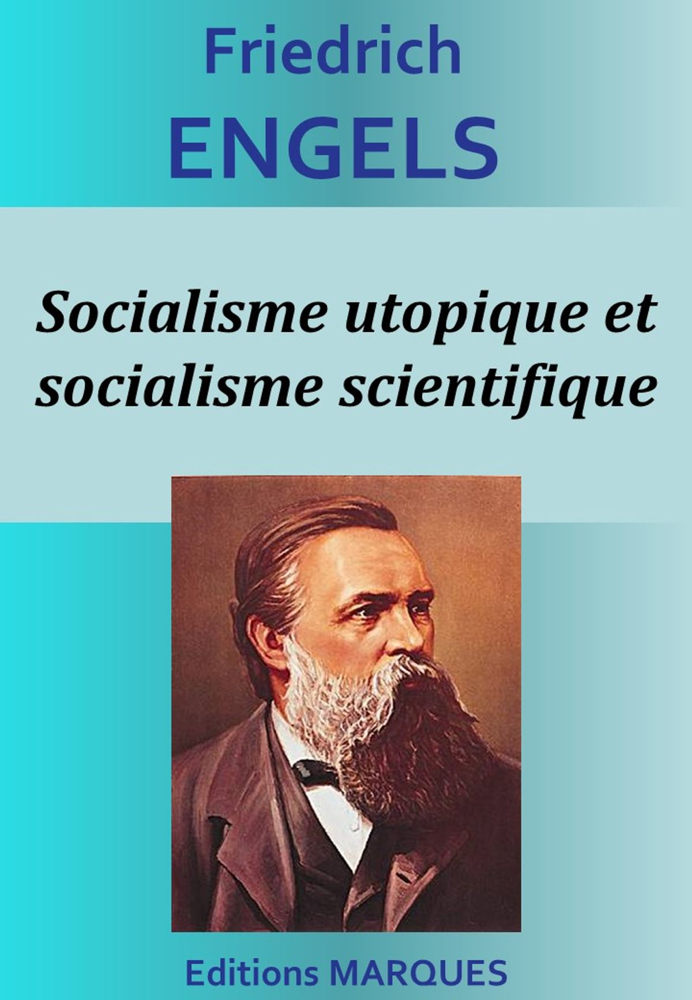 Friedrich
ENGELS
Socialisme utopique et
socialisme scientifique
Editions MARQUES